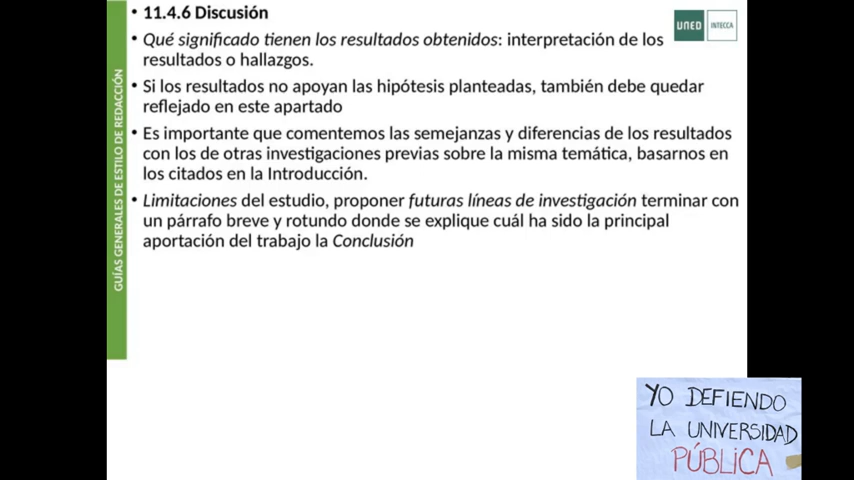 11.4.6 Discusión
Qué significado tienen los resultados obtenidos: interpretación de los
resultados o hallazgos.
Si los resultados no apoyan las hipótesis planteadas, también debe quedar
reflejado en este apartado
Es importante que comentemos las semejanzas y diferencias de los resultados
con los de otras investigaciones previas sobre la misma temática, basarnos en
los citados en la Introducción.
Limitaciones del estudio, proponer futuras líneas de investigación terminar con
un párrafo breve y rotundo donde se explique cuál ha sido la principal
aportación del trabajo la Conclusión
GUÍAS GENERALES DE ESTILO DE REDACCIÓN
UNED
INTECCA
YO DEFIENDO
LA UNIVERSIDAD
PÚBLICA